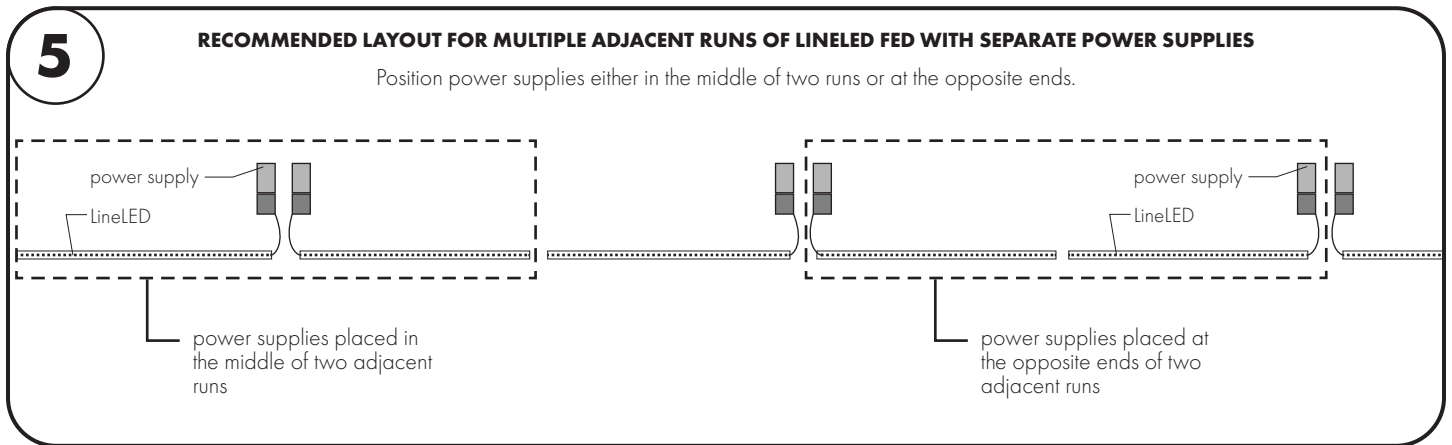 5
RECOMMENDED LAYOUT FOR MULTIPLE ADJACENT RUNS OF LINELED FED WITH SEPARATE POWER SUPPLIES
Position power supplies either in the middle of two runs or at the opposite ends.
power supply
LineLED
power supply
LineLED
power supplies placed in
the middle of two adjacent
runs
power supplies placed at
the opposite ends of two
adjacent runs